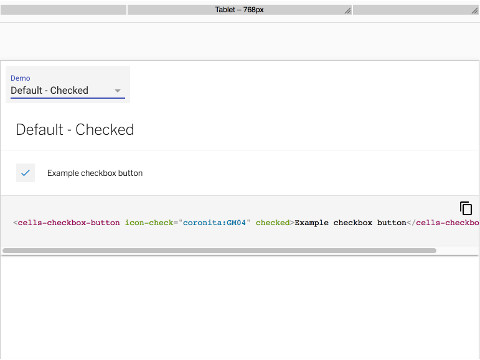 Tablet – 768px
Demo
Default - Checked
Default - Checked
Example checkbox button
<cells-checkbox-button icon-check="coronita:GM04" checked>Example checkbox button</cells-checkbo